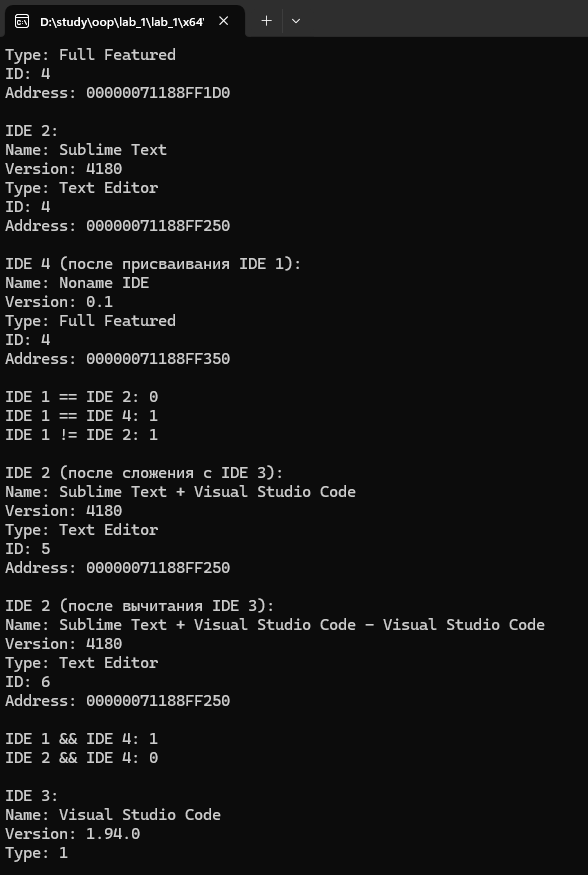 D:\study\oop\lab_1\lab_1\x64\
Type: Full Featured
ID: 4
Address: 00000071188FF1D0
IDE 2:
Name: Sublime Text
Version: 4180
Type: Text Editor
ID: 4
Address: 00000071188FF250
IDE 4 (после присваивания IDE 1):
Name: Noname IDE
Version: 0.1
Type: Full Featured
ID: 4
Address: 00000071188FF350
IDE 1 == IDE 2: 0
IDE 1 == IDE 4: 1
IDE 1 != IDE 2: 1
IDE 2 (после сложения с IDE 3):
Name: Sublime Text + Visual Studio Code
Version: 4180
Type: Text Editor
ID: 5
Address: 00000071188FF250
IDE 2 (после вычитания IDE 3):
Name: Sublime Text + Visual Studio Code - Visual Studio Code
Version: 4180
Type: Text Editor
ID: 6
Address: 00000071188FF250
IDE 1 && IDE 4: 1
IDE 2 && IDE 4: 0
IDE 3:
Name: Visual Studio Code
Version: 1.94.0
Type: 1